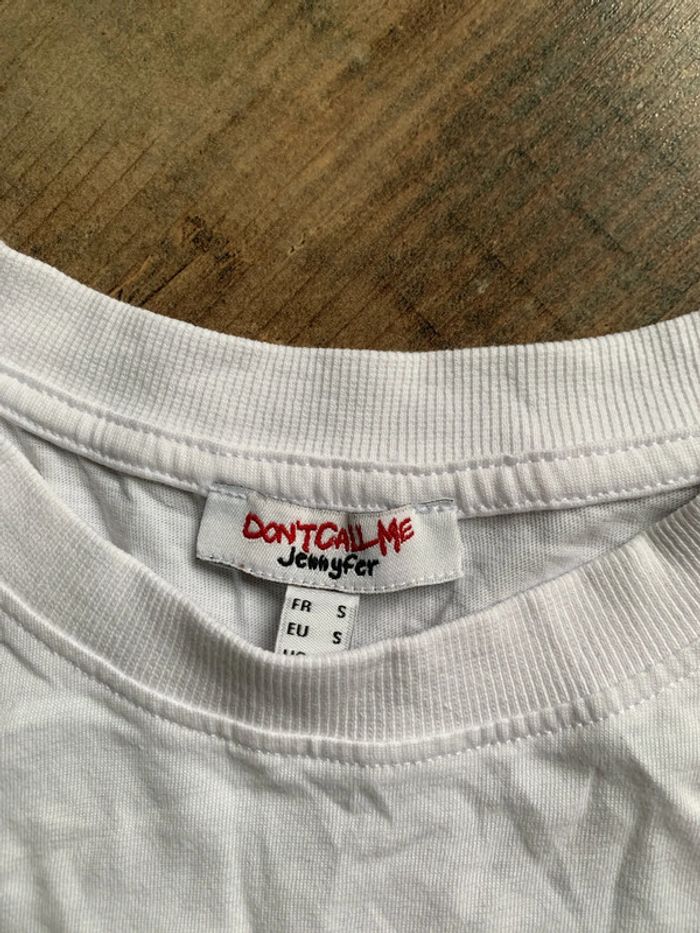 DON'T CALL ME
Jennyfer
FR S
EU S